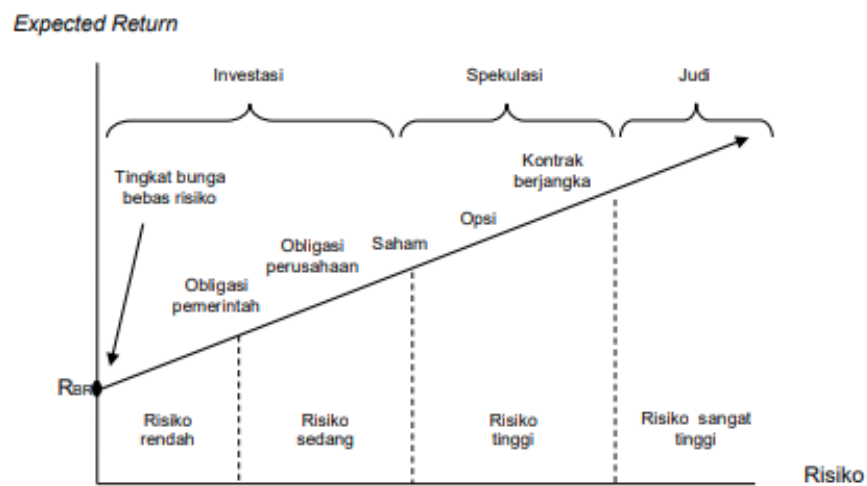 Expected Return
Investasi
Spekulasi
Judi
Tingkat bunga
bebas risiko
Kontrak
berjangka
Opsi
Saham
Obligasi
perusahaan
Obligasi
pemerintah
RBR
Risiko
rendah
Risiko
sedang
Risiko
tinggi
Risiko sangat
tinggi
Risiko